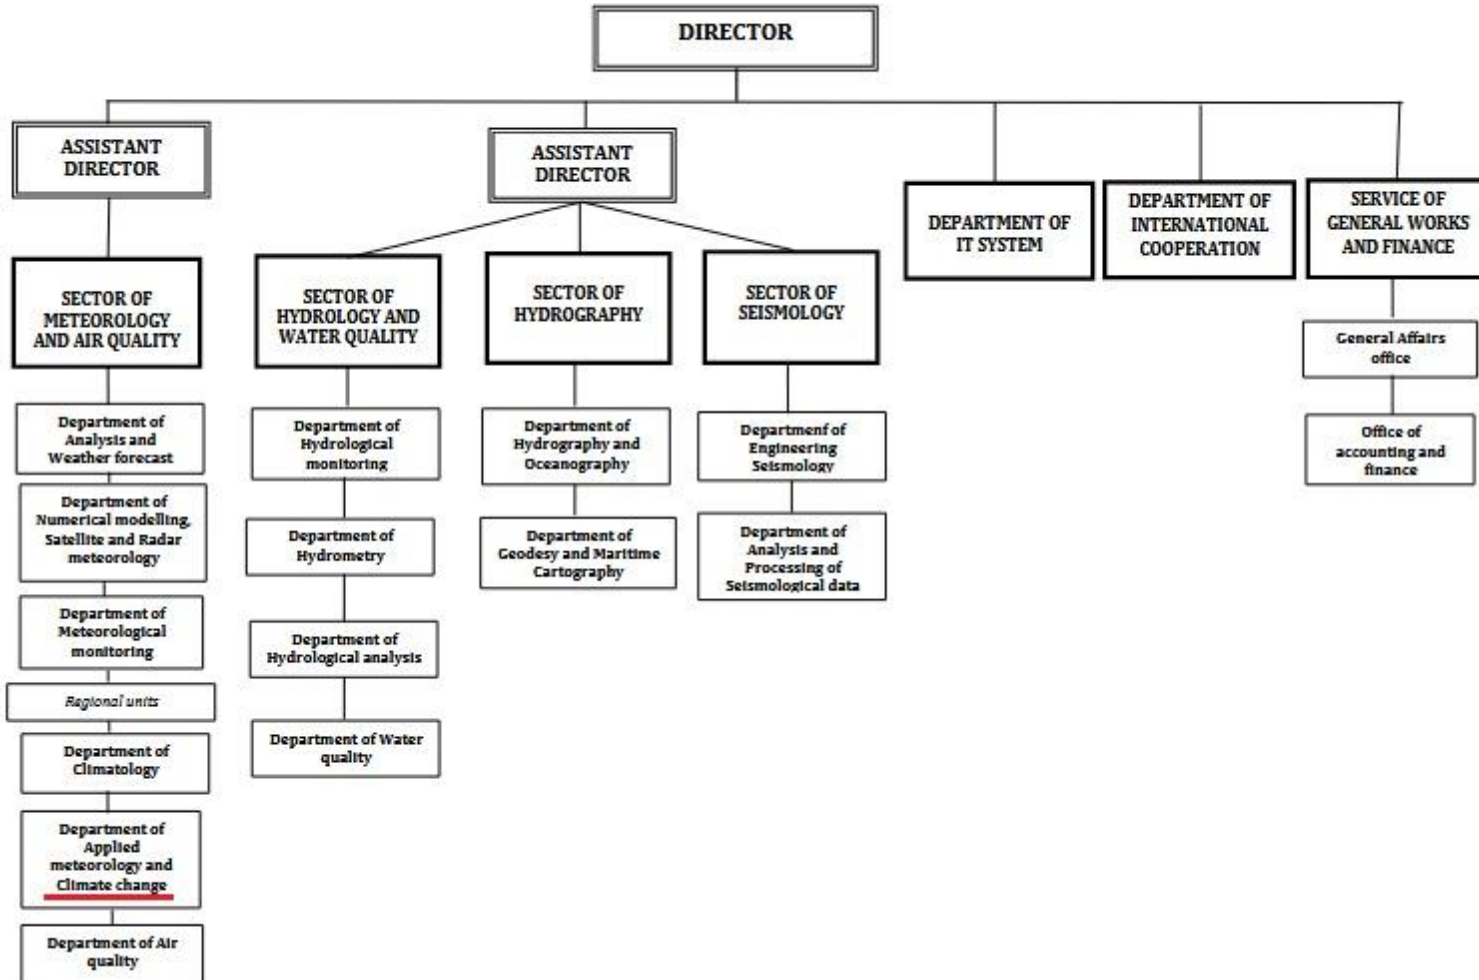 DIRECTOR
ASSISTANT
DIRECTOR
SECTOR OF
METEOROLOGY
AND AIR QUALITY
Department of
Analysis and
Weather forecast
Department of
Numerical modelling,
Satellite and Radar
meteorology
Department of
Meteorological
monitoring
Regional units
Department of
Climatology
Department of
Applied
meteorology and
Climate change
Department of Air
quality
ASSISTANT
DIRECTOR
SECTOR OF
HYDROLOGY AND
WATER QUALITY
Department of
Hydrological
monitoring
Department of
Hydrometry
Department of
Hydrological analysis
Department of Water
quality
SECTOR OF
HYDROGRAPHY
Department of
Hydrography and
Oceanography
Department of
Geodesy and Maritime
Cartography
SECTOR OF
SEISMOLOGY
Departmenf of
Engineering
Seismology
Department of
Analysis and
Processing of
Seismological data
DEPARTMENT OF
IT SYSTEM
DEPARTMENT OF
INTERNATIONAL
COOPERATION
SERVICE OF
GENERAL WORKS
AND FINANCE
General Affairs
office
Office of
accounting and
finance